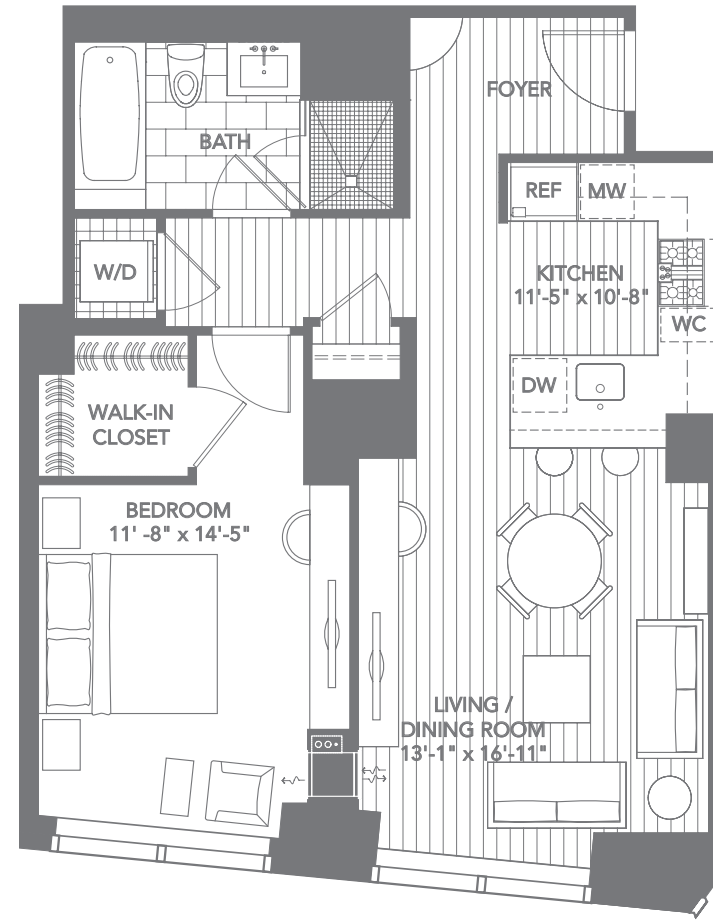 FOYER
BATH
REF
MW
W/D
KITCHEN
11'-5" x 10'-8"
WC
DW
WALK-IN
CLOSET
BEDROOM
11' -8" x 14'-5"
LIVING /
DINING ROOM
13'-1" x 16'-11"